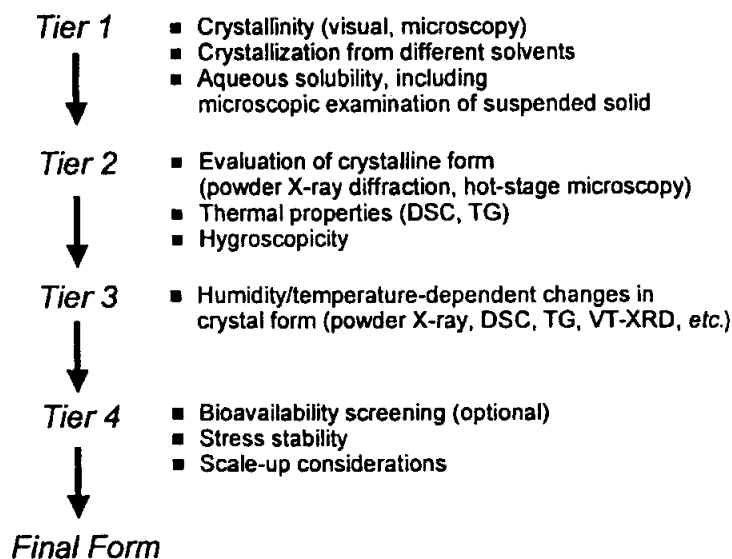 Tier 1
■ Crystallinity (visual, microscopy)
■ Crystallization from different solvents
■ Aqueous solubility, including
microscopic examination of suspended solid
Tier 2
■ Evaluation of crystalline form
(powder X-ray diffraction, hot-stage microscopy)
■ Thermal properties (DSC, TG)
■ Hygroscopicity
Tier 3
■ Humidity/temperature-dependent changes in
crystal form (powder X-ray, DSC, TG, VT-XRD, etc.)
Tier 4
■ Bioavailability screening (optional)
■ Stress stability
■ Scale-up considerations
Final Form